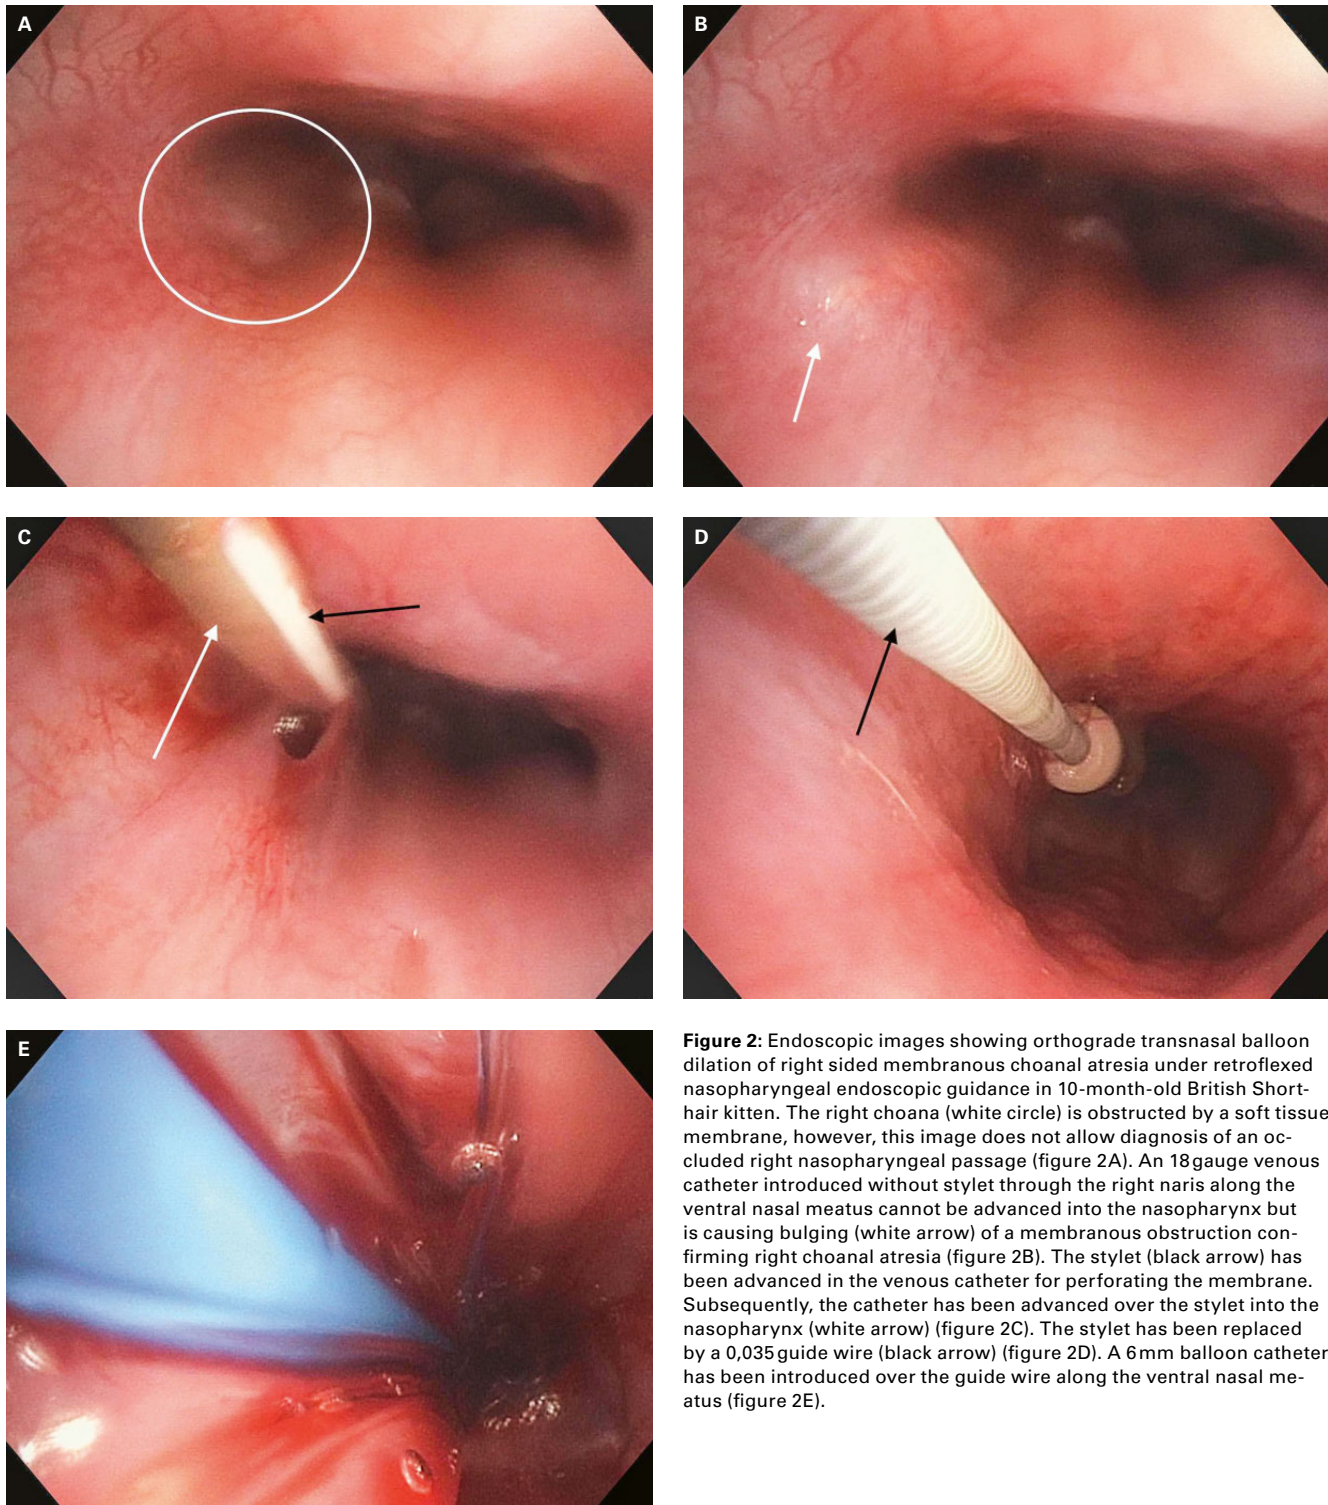 A
B
C
D
E
Figure 2: Endoscopic images showing orthograde transnasal balloon
dilation of right sided membranous choanal atresia under retroflexed
nasopharyngeal endoscopic guidance in 10-month-old British Short-
hair kitten. The right choana (white circle) is obstructed by a soft tissue
membrane, however, this image does not allow diagnosis of an oc-
cluded right nasopharyngeal passage (figure 2A). An 18 gauge venous
catheter introduced without stylet through the right naris along the
ventral nasal meatus cannot be advanced into the nasopharynx but
is causing bulging (white arrow) of a membranous obstruction con-
firming right choanal atresia (figure 2B). The stylet (black arrow) has
been advanced in the venous catheter for perforating the membrane.
Subsequently, the catheter has been advanced over the stylet into the
nasopharynx (white arrow) (figure 2C). The stylet has been replaced
by a 0,035 guide wire (black arrow) (figure 2D). A 6 mm balloon catheter
has been introduced over the guide wire along the ventral nasal me-
atus (figure 2E).